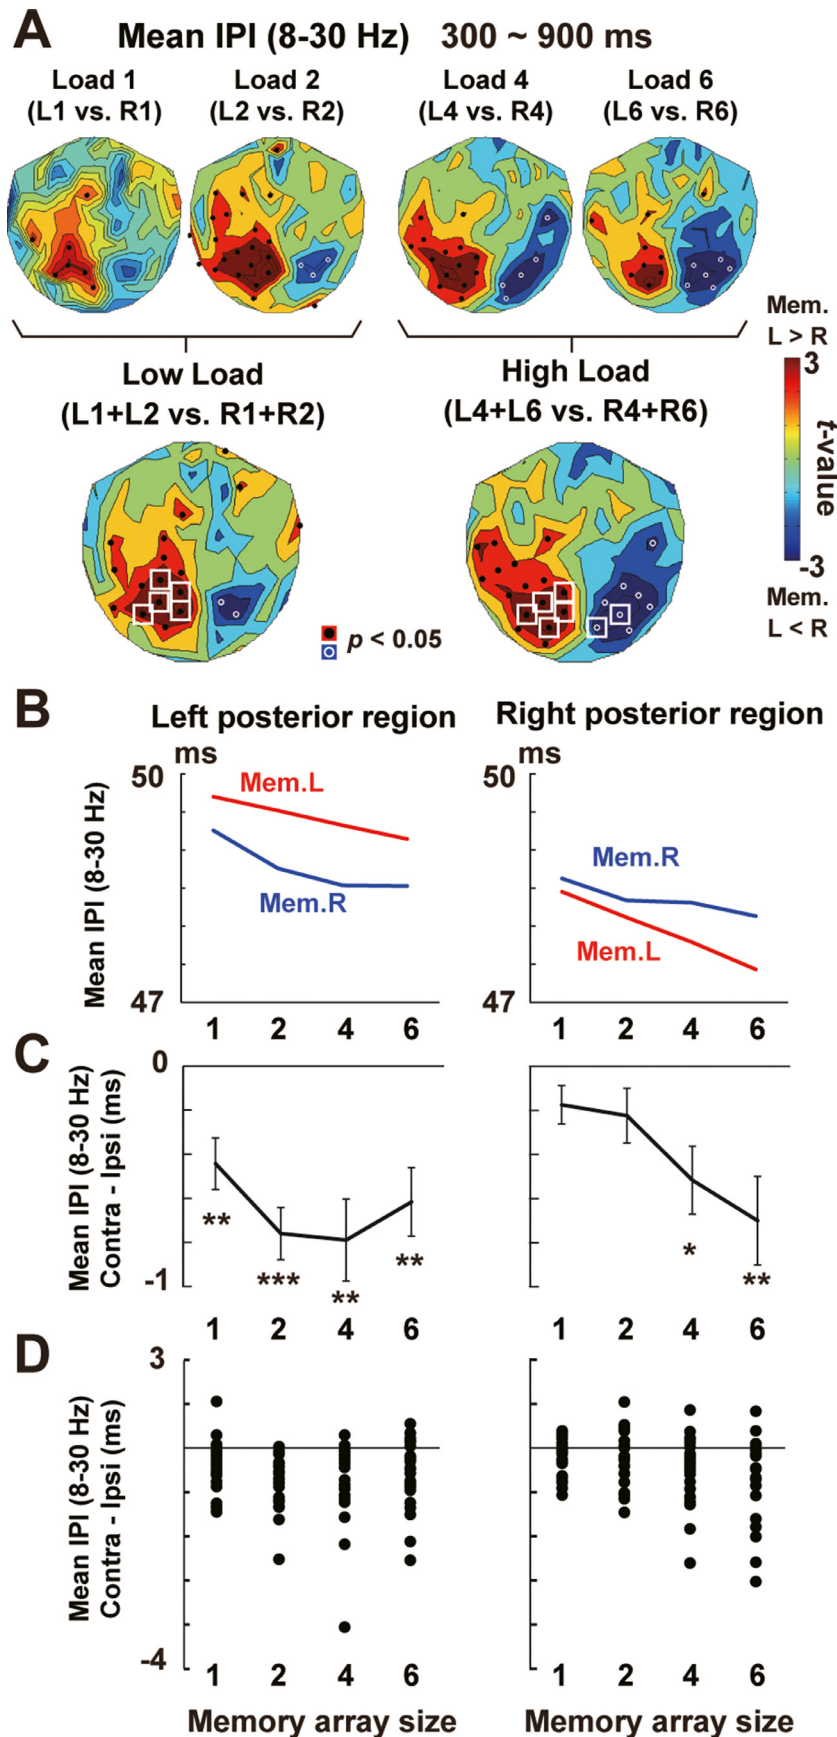 A
Mean IPI (8-30 Hz) 300 ~ 900 ms
Load 1
(L1 vs. R1)
Load 2
(L2 vs. R2)
Load 4
(L4 vs. R4)
Load 6
(L6 vs. R6)
Mem.
L > R
3
t-value
-3
Mem.
L < R
Low Load
(L1+L2 vs. R1+R2)
High Load
(L4+L6 vs. R4+R6)
p < 0.05
B
Left posterior region
Right posterior region
ms
ms
Mean IPI (8-30 Hz)
50
47
Mem.L
Mem.R
1 2 4 6
50
47
Mem.R
Mem.L
1 2 4 6
C
Mean IPI (8-30 Hz)
Contra - Ipsi (ms)
0
-1
** *** ** **
1 2 4 6
* **
1 2 4 6
D
Mean IPI (8-30 Hz)
Contra - Ipsi (ms)
3
-4
1 2 4 6
1 2 4 6
Memory array size
Memory array size